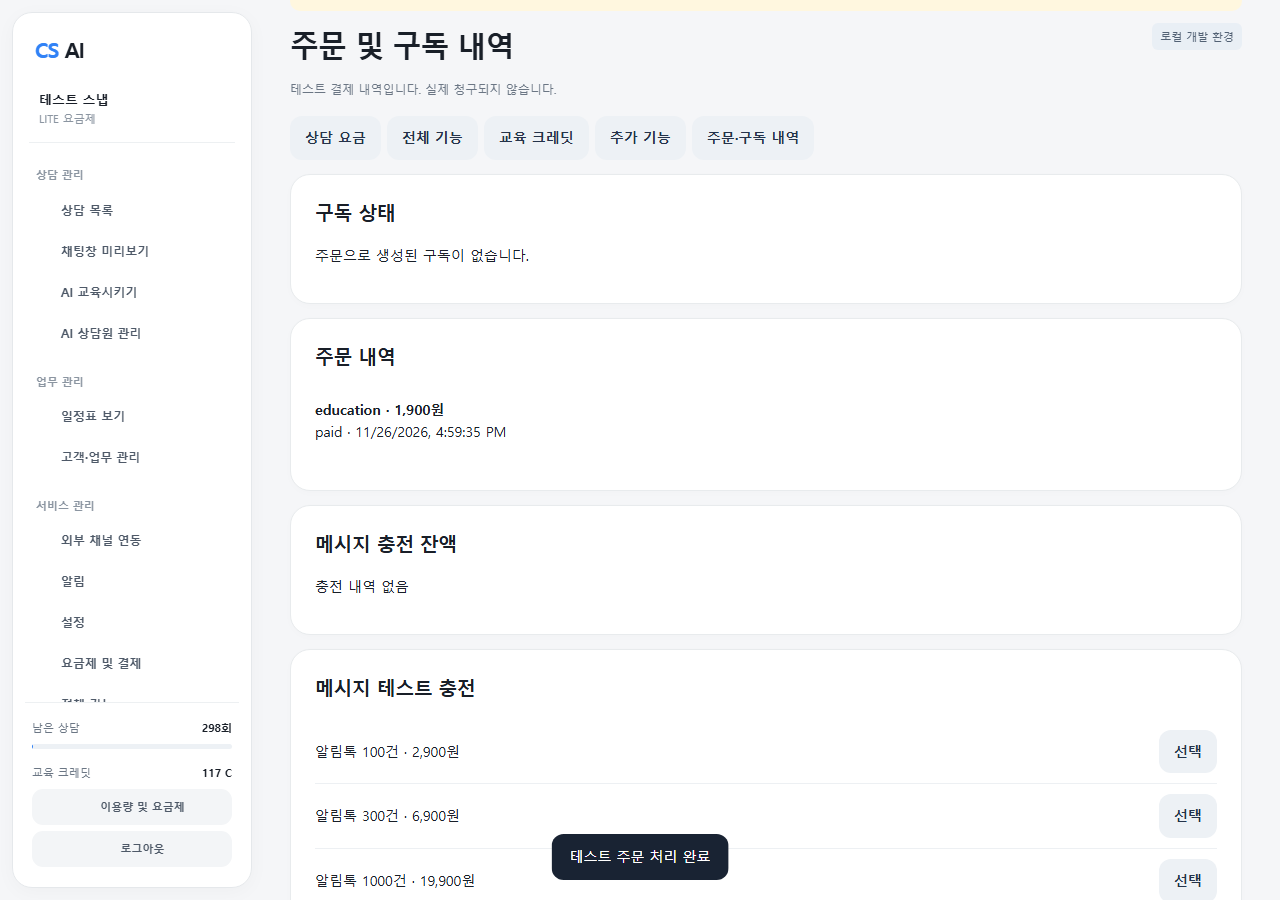 CS AI
테스트 스냅
LITE 요금제
상담 관리
상담 목록
채팅창 미리보기
AI 교육시키기
AI 상담원 관리
업무 관리
일정표 보기
고객·업무 관리
서비스 관리
외부 채널 연동
알림
설정
요금제 및 결제
남은 상담 298회
교육 크레딧 117 C
이용량 및 요금제
로그아웃
주문 및 구독 내역
로컬 개발 환경
테스트 결제 내역입니다. 실제 청구되지 않습니다.
상담 요금 전체 기능 교육 크레딧 추가 기능 주문·구독 내역
구독 상태
주문으로 생성된 구독이 없습니다.
주문 내역
education · 1,900원
paid · 11/26/2026, 4:59:35 PM
메시지 충전 잔액
충전 내역 없음
메시지 테스트 충전
알림톡 100건 · 2,900원 선택
알림톡 300건 · 6,900원 선택
테스트 주문 처리 완료
알림톡 1000건 · 19,900원 선택